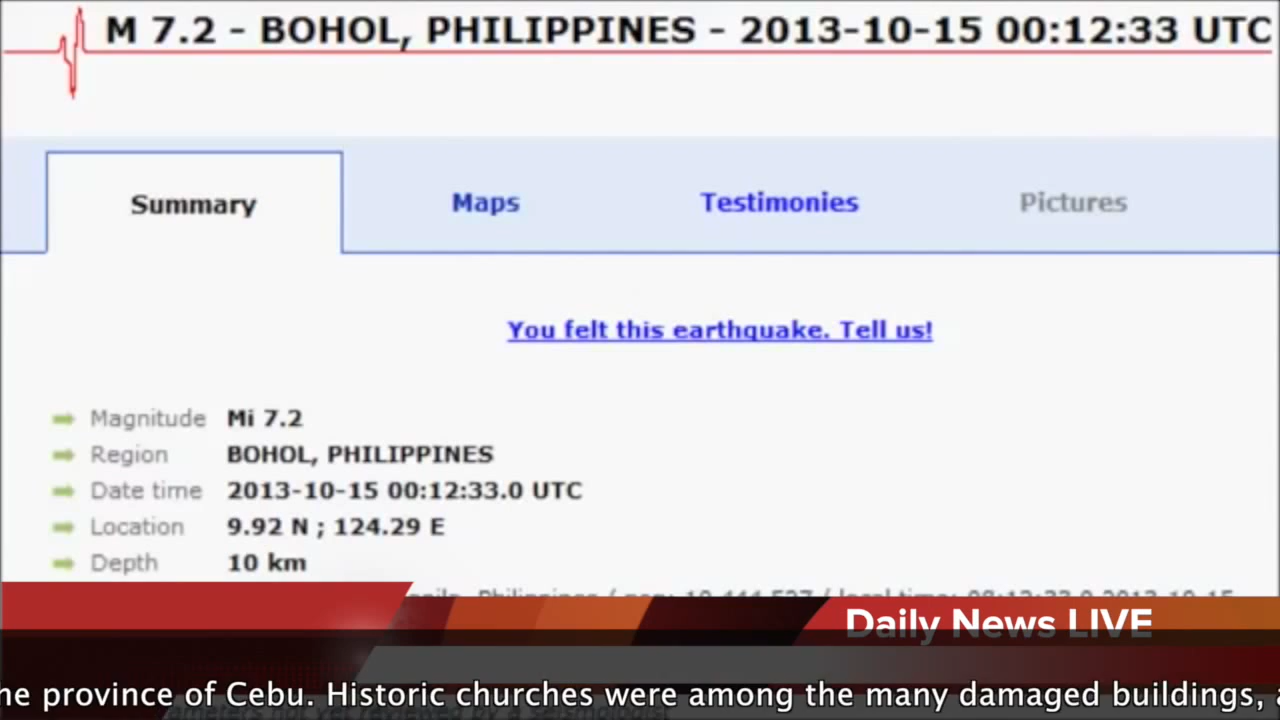 M 7.2 - BOHOL, PHILIPPINES - 2013-10-15 00:12:33 UTC
Summary
Maps
Testimonies
Pictures
You felt this earthquake. Tell us!
Magnitude Mi 7.2
Region BOHOL, PHILIPPINES
Date time 2013-10-15 00:12:33.0 UTC
Location 9.92 N ; 124.29 E
Depth 10 km
Daily News LIVE
province of Cebu. Historic churches were among the many damaged buildings,